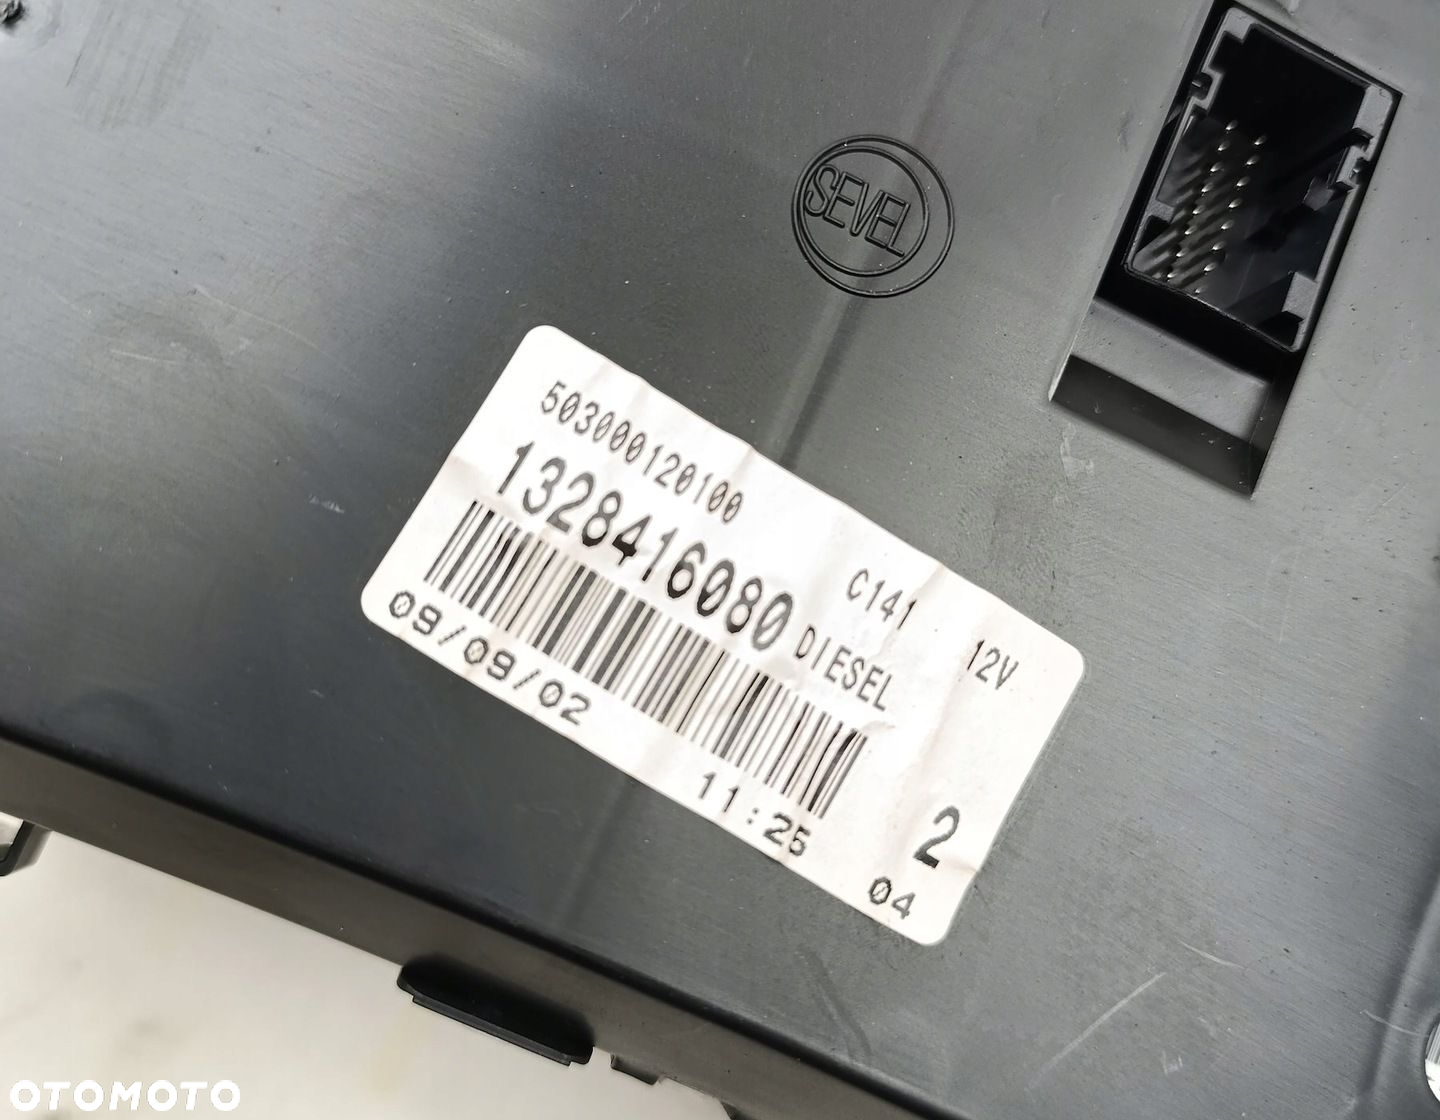 SEVEL
503000120100
1328416080
C141 12V
DIESEL
09/09/02 11:25
2
04
OTOMOTO